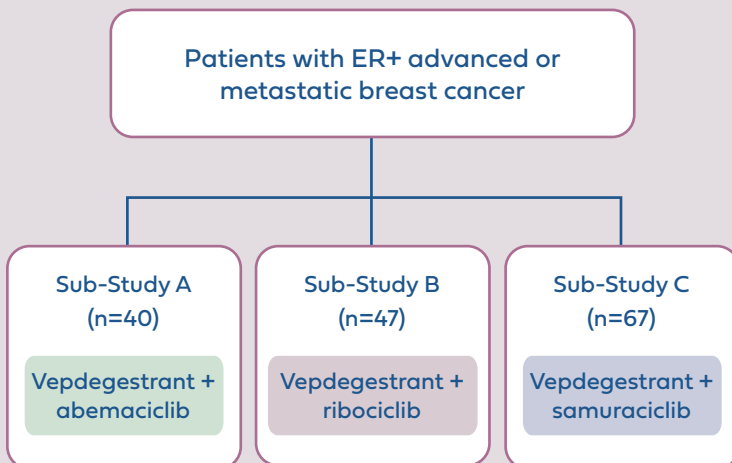 Patients with ER+ advanced or
metastatic breast cancer
Sub-Study A
(n=40)
Vepdegestrant +
abemaciclib
Sub-Study B
(n=47)
Vepdegestrant +
ribociclib
Sub-Study C
(n=67)
Vepdegestrant +
samuraciclib